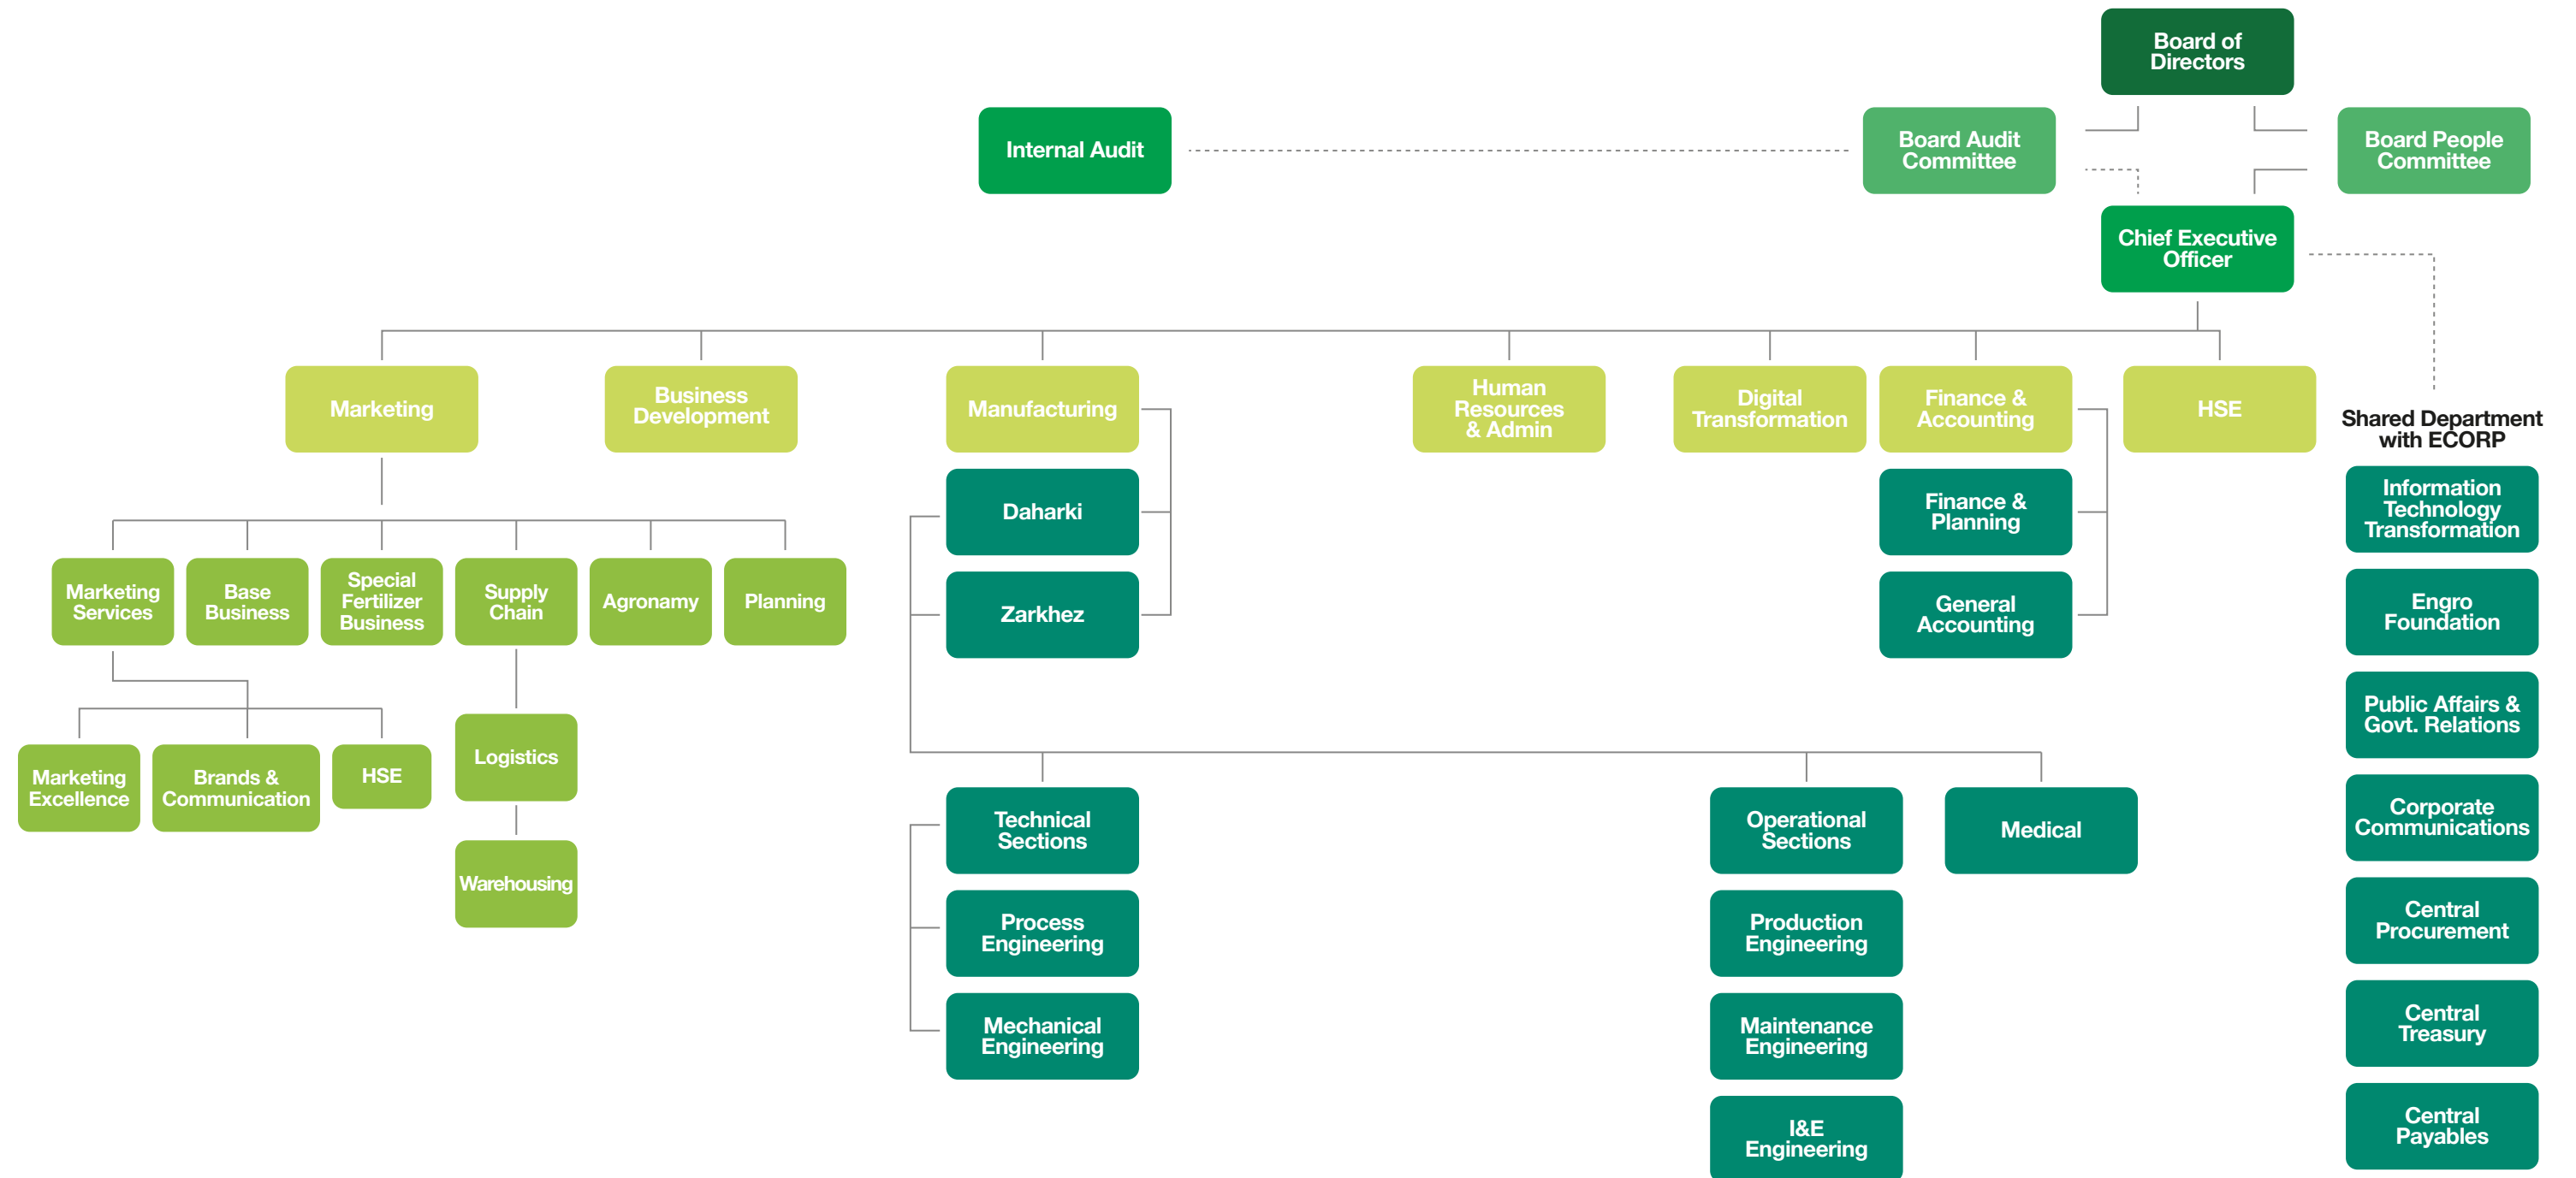 Board of
Directors
Internal Audit
Board Audit
Committee
Board People
Committee
Chief Executive
Officer
Marketing
Business
Development
Manufacturing
Human
Resources
& Admin
Digital
Transformation
Finance &
Accounting
HSE
Shared Department
with ECORP
Daharki
Finance &
Planning
Information
Technology
Transformation
Marketing
Services
Base
Business
Special
Fertilizer
Business
Supply
Chain
Agronamy
Planning
Zarkhez
General
Accounting
Engro
Foundation
Public Affairs &
Govt. Relations
Marketing
Excellence
Brands &
Communication
HSE
Logistics
Warehousing
Technical
Sections
Operational
Sections
Medical
Corporate
Communications
Process
Engineering
Production
Engineering
Central
Procurement
Mechanical
Engineering
Maintenance
Engineering
Central
Treasury
I&E
Engineering
Central
Payables